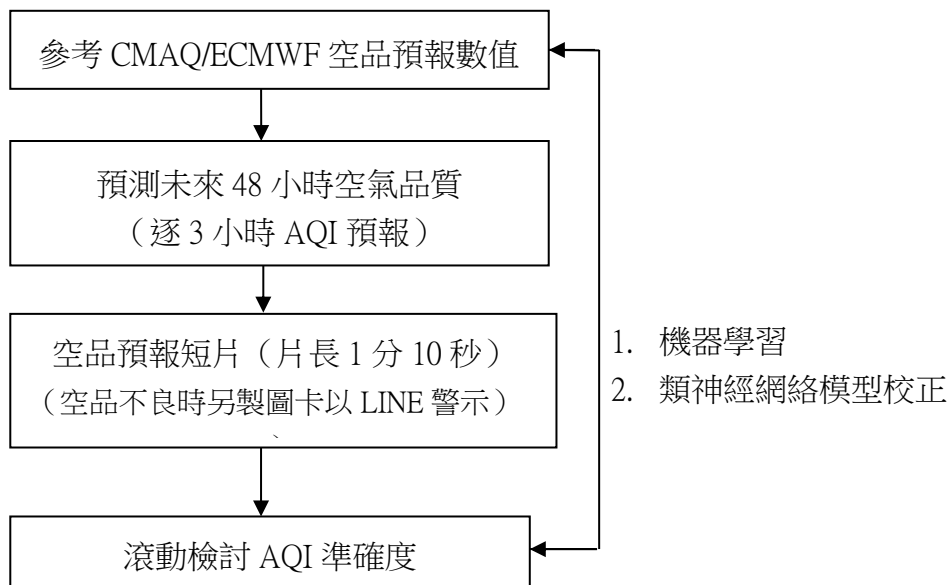 參考 CMAQ/ECMWF 空品預報數值
預測未來 48 小時空氣品質
（逐 3 小時 AQI 預報）
空品預報短片（片長 1 分 10 秒）
（空品不良時另製圖卡以 LINE 警示）
、
1. 機器學習
2. 類神經網絡模型校正
滾動檢討 AQI 準確度